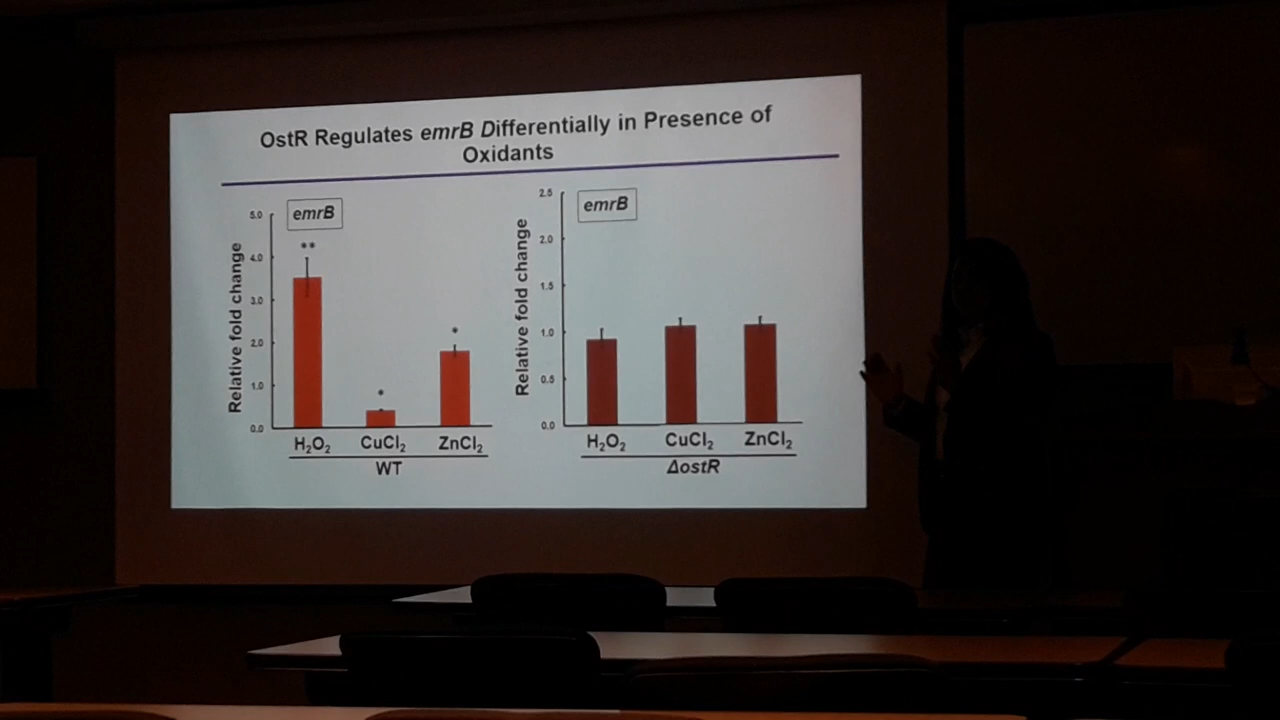 OstR Regulates emrB Differentially in Presence of
Oxidants
emrB
Relative fold change
5.0
4.0
3.0
2.0
1.0
0.0
**
*
*
H₂O₂ CuCl₂ ZnCl₂
WT
emrB
Relative fold change
2.5
2.0
1.5
1.0
0.5
0.0
H₂O₂ CuCl₂ ZnCl₂
ΔostR